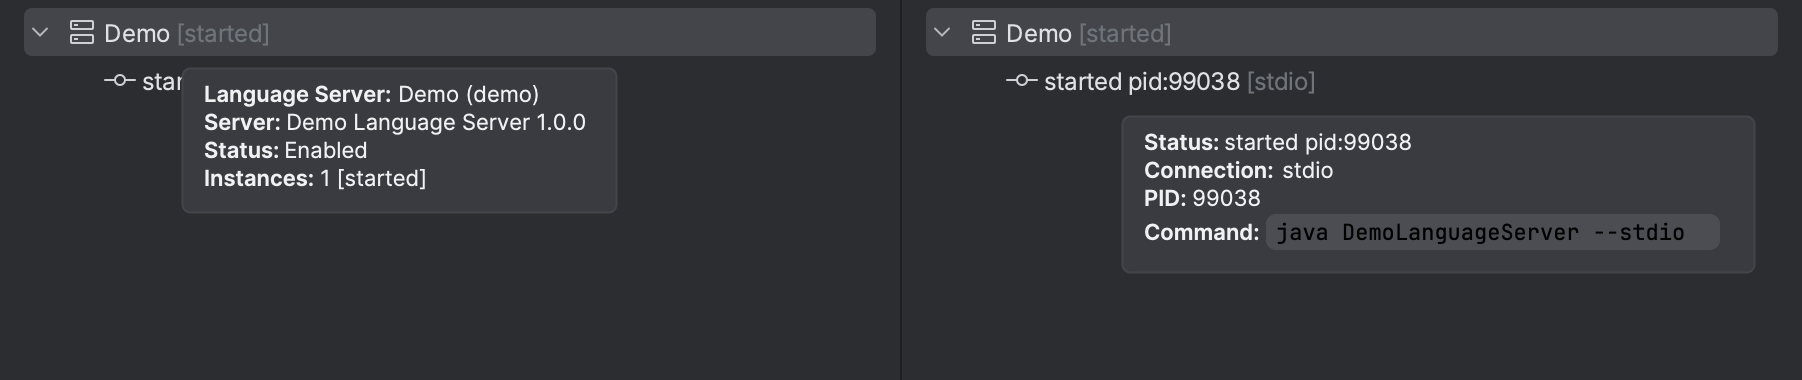 Demo [started]
star
Language Server: Demo (demo)
Server: Demo Language Server 1.0.0
Status: Enabled
Instances: 1 [started]
Demo [started]
started pid:99038 [stdio]
Status: started pid:99038
Connection: stdio
PID: 99038
Command: java DemoLanguageServer --stdio